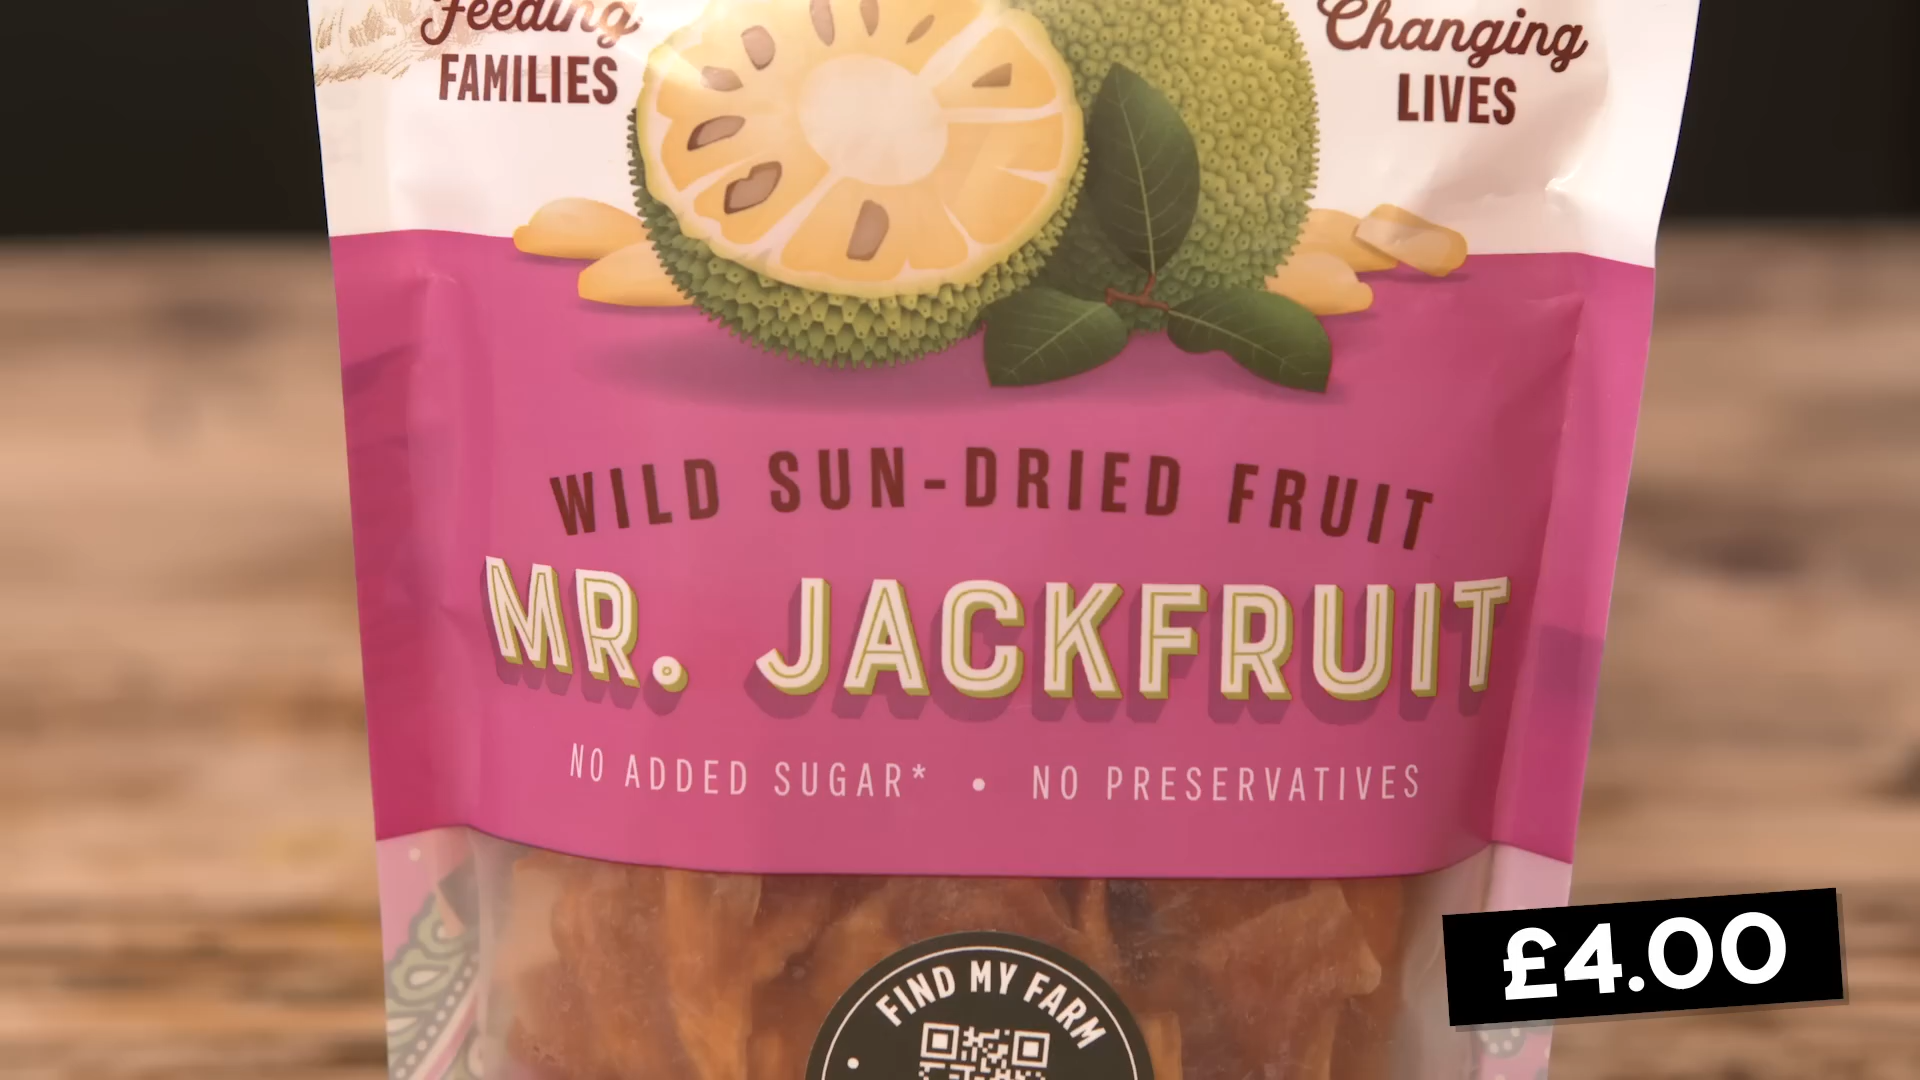 Feeding
FAMILIES
Changing
LIVES
WILD SUN-DRIED FRUIT
MR. JACKFRUIT
NO ADDED SUGAR* • NO PRESERVATIVES
FIND MY FARM
£4.00